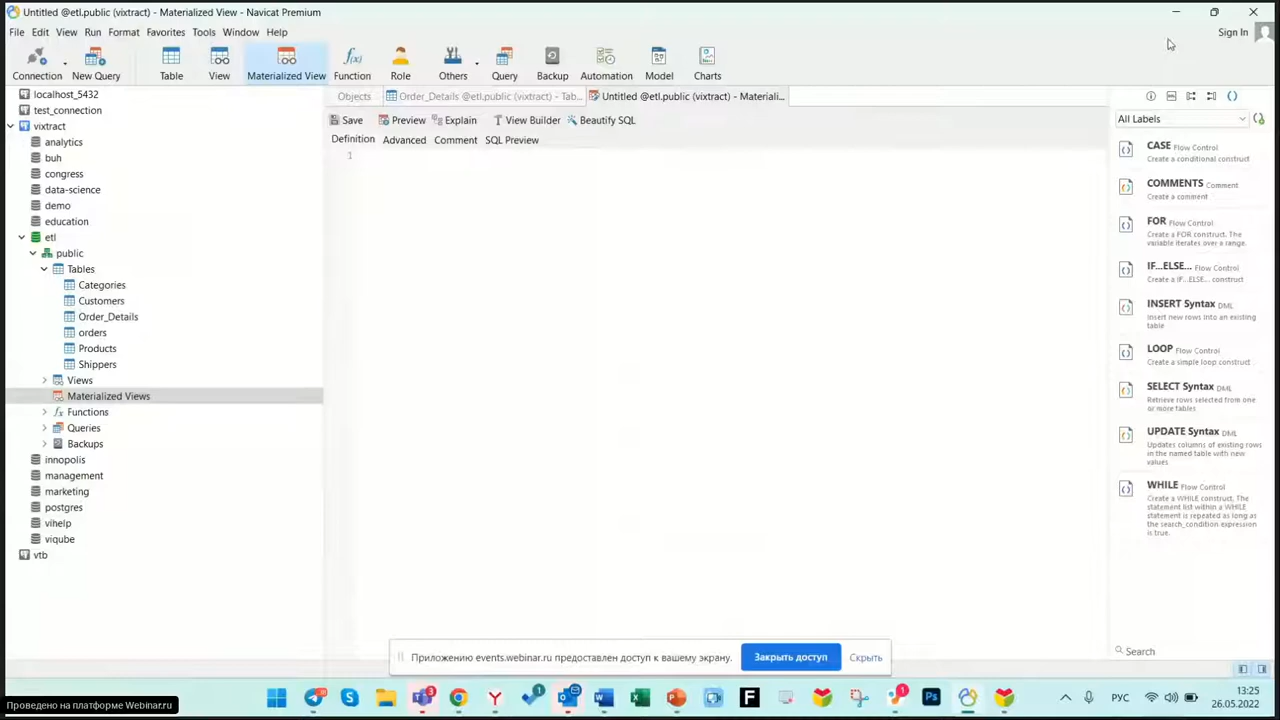 Untitled @etl.public (vixtract) - Materialized View - Navicat Premium
File Edit View Run Format Favorites Tools Window Help
Sign In
Connection New Query Table View Materialized View Function Role Others Query Backup Automation Model Charts
Objects Order_Details @etl.public (vixtract) - Tab... Untitled @etl.public (vixtract) - Materiali...
Save Preview Explain View Builder Beautify SQL
Definition Advanced Comment SQL Preview
1
localhost_5432
test_connection
vixtract
analytics
buh
congress
data-science
demo
education
etl
public
Tables
Categories
Customers
Order_Details
orders
Products
Shippers
Views
Materialized Views
Functions
Queries
Backups
innopolis
management
marketing
postgres
vihelp
viqube
vtb
All Labels
CASE Flow Control
Create a conditional construct
COMMENTS Comment
Create a comment
FOR Flow Control
Create a FOR construct. The
variable iterates over a range.
IF...ELSE... Flow Control
Create a IF...ELSE... construct
INSERT Syntax DML
Insert new rows into an existing
table
LOOP Flow Control
Create a simple loop construct
SELECT Syntax DML
Retrieve rows selected from one
or more tables
UPDATE Syntax DML
Updates columns of existing rows
in the named table with new
values
WHILE Flow Control
Create a WHILE construct. The
statement list within a WHILE
statement is repeated as long as
the search_condition expression
is true.
Search
Приложению events.webinar.ru предоставлен доступ к вашему экрану. Закрыть доступ Скрыть
Проведено на платформе Webinar.ru
РУС
13:25
26.05.2022